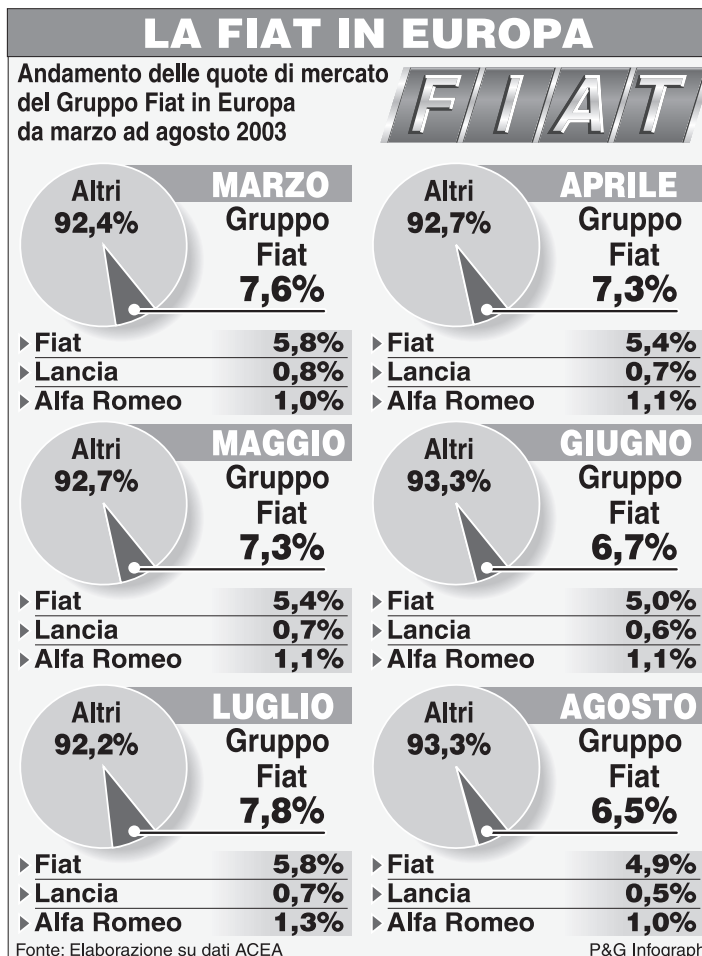 LA FIAT IN EUROPA
Andamento delle quote di mercato
del Gruppo Fiat in Europa
da marzo ad agosto 2003
FIAT
MARZO
Altri
92,4%
Gruppo
Fiat
7,6%
Fiat 5,8%
Lancia 0,8%
Alfa Romeo 1,0%
APRILE
Altri
92,7%
Gruppo
Fiat
7,3%
Fiat 5,4%
Lancia 0,7%
Alfa Romeo 1,1%
MAGGIO
Altri
92,7%
Gruppo
Fiat
7,3%
Fiat 5,4%
Lancia 0,7%
Alfa Romeo 1,1%
GIUGNO
Altri
93,3%
Gruppo
Fiat
6,7%
Fiat 5,0%
Lancia 0,6%
Alfa Romeo 1,1%
LUGLIO
Altri
92,2%
Gruppo
Fiat
7,8%
Fiat 5,8%
Lancia 0,7%
Alfa Romeo 1,3%
AGOSTO
Altri
93,3%
Gruppo
Fiat
6,5%
Fiat 4,9%
Lancia 0,5%
Alfa Romeo 1,0%
Fonte: Elaborazione su dati ACEA
P&G Infograph